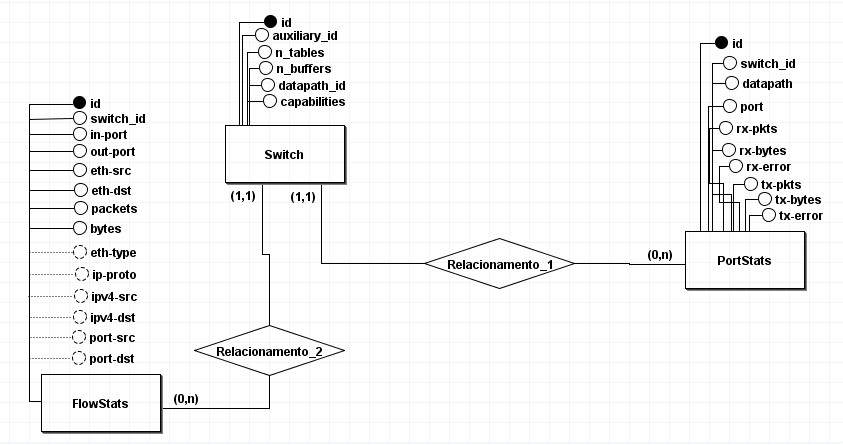 id
auxiliary_id
n_tables
n_buffers
datapath_id
capabilities
Switch
(1,1)
(1,1)
id
switch_id
datapath
port
rx-pkts
rx-bytes
rx-error
tx-pkts
tx-bytes
tx-error
PortStats
(0,n)
Relacionamento_1
id
switch_id
in-port
out-port
eth-src
eth-dst
packets
bytes
eth-type
ip-proto
ipv4-src
ipv4-dst
port-src
port-dst
FlowStats
(0,n)
Relacionamento_2